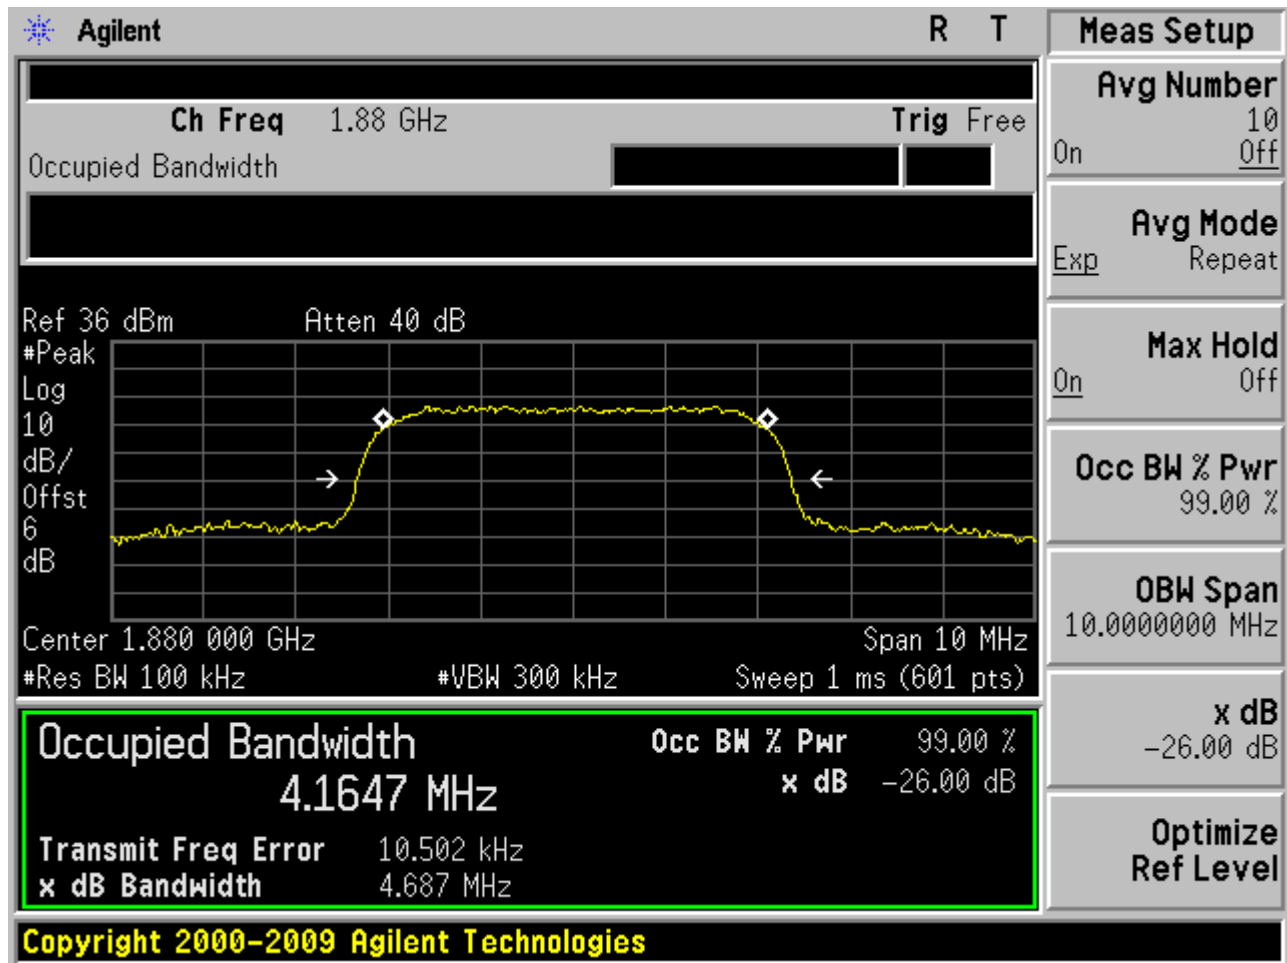 Agilent R T
Meas Setup
Ch Freq 1.88 GHz Trig Free
Occupied Bandwidth
Ref 36 dBm Atten 40 dB
#Peak
Log
10
dB/
Offst
6
dB
Center 1.880 000 GHz Span 10 MHz
#Res BW 100 kHz #VBW 300 kHz Sweep 1 ms (601 pts)
Occupied Bandwidth Occ BW % Pwr 99.00 %
4.1647 MHz x dB -26.00 dB
Transmit Freq Error 10.502 kHz
x dB Bandwidth 4.687 MHz
Avg Number
10
On Off
Avg Mode
Exp Repeat
Max Hold
On Off
Occ BW % Pwr
99.00 %
OBW Span
10.0000000 MHz
x dB
-26.00 dB
Optimize
Ref Level
Copyright 2000-2009 Agilent Technologies